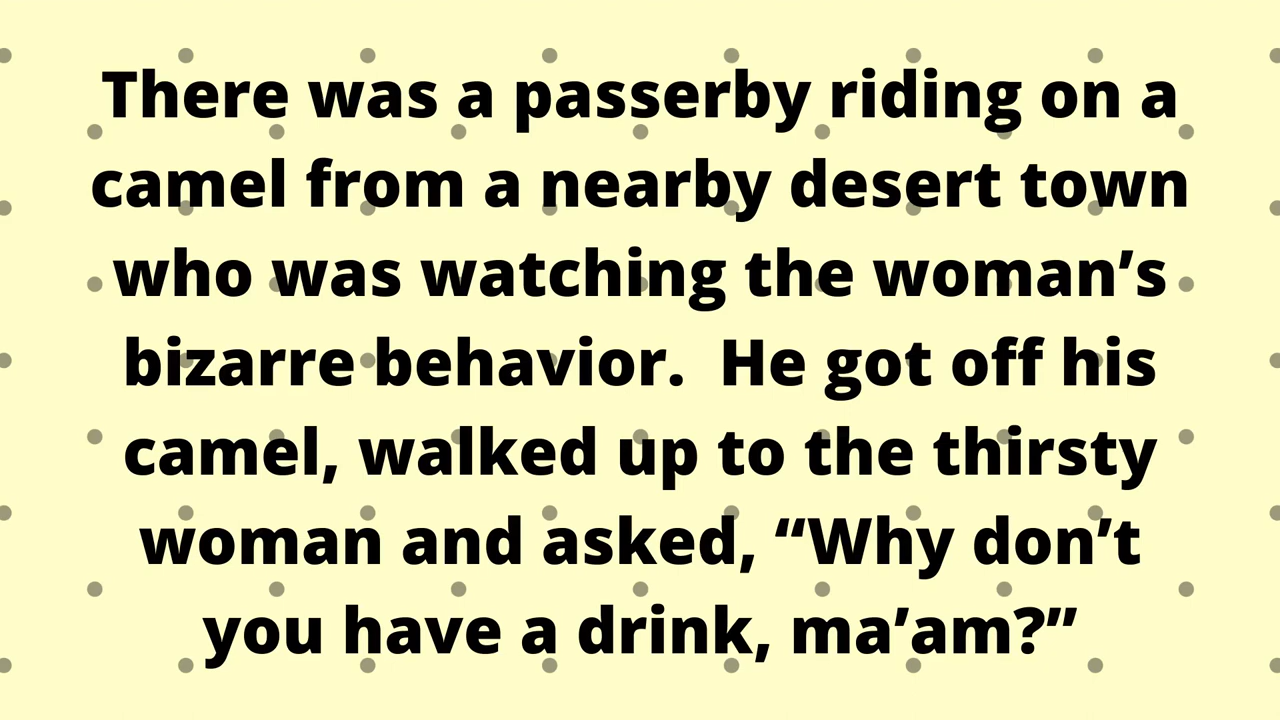 There was a passerby riding on a
camel from a nearby desert town
who was watching the woman’s
bizarre behavior.  He got off his
camel, walked up to the thirsty
woman and asked, “Why don’t
you have a drink, ma’am?”